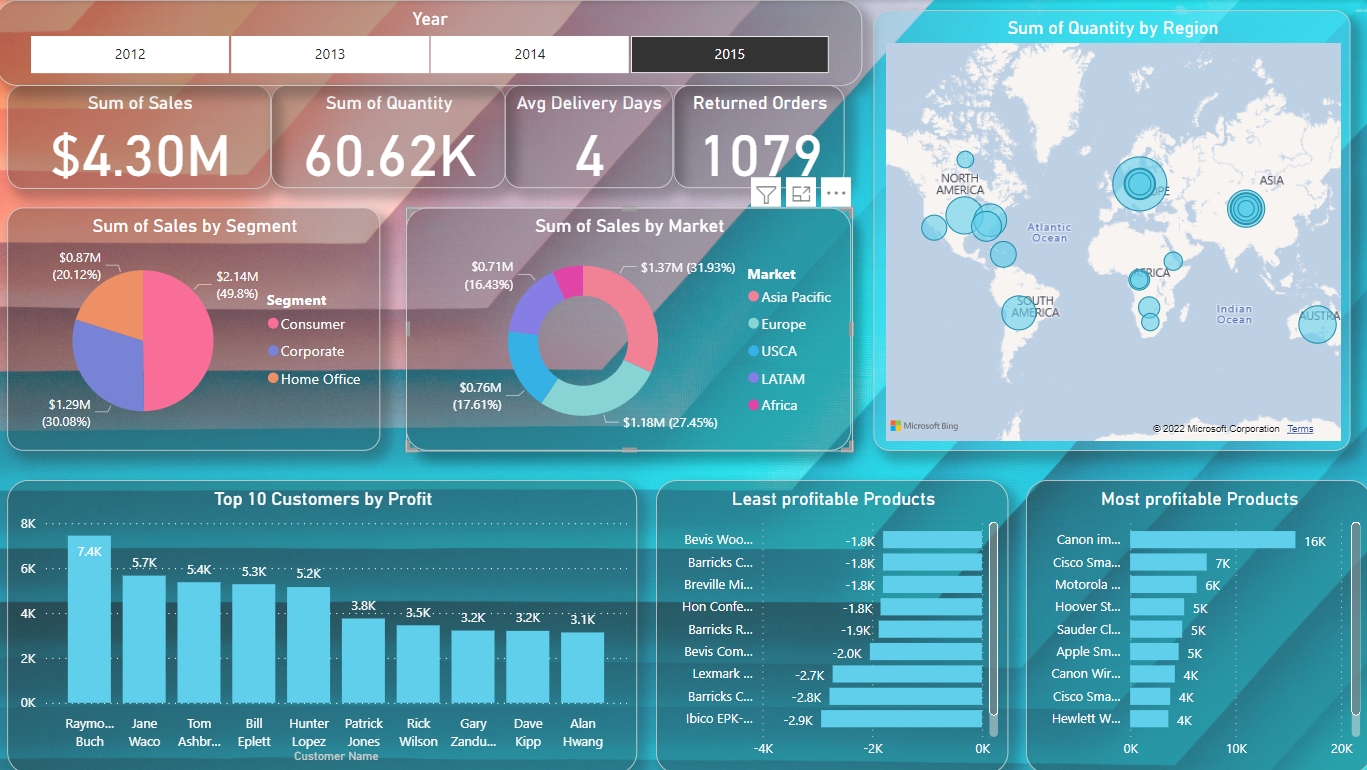 Year
2012
2013
2014
2015
Sum of Sales
$4.30M
Sum of Quantity
60.62K
Avg Delivery Days
4
Returned Orders
1079
Sum of Quantity by Region
NORTH
AMERICA
Atlantic
Ocean
ASIA
SOUTH
AMERICA
Indian
Ocean
Microsoft Bing
© 2022 Microsoft Corporation
Terms
Sum of Sales by Segment
$0.87M
(20.12%)
$2.14M
(49.8%)
$1.29M
(30.08%)
Segment
Consumer
Corporate
Home Office
Sum of Sales by Market
$0.71M
(16.43%)
$1.37M (31.93%)
$0.76M
(17.61%)
$1.18M (27.45%)
Market
Asia Pacific
Europe
USCA
LATAM
Africa
Top 10 Customers by Profit
8K
6K
4K
2K
0K
7.4K
5.7K
5.4K
5.3K
5.2K
3.8K
3.5K
3.2K
3.2K
3.1K
Raymo...
Buch
Jane
Waco
Tom
Ashbr...
Bill
Eplett
Hunter
Lopez
Patrick
Jones
Rick
Wilson
Gary
Zandu...
Dave
Kipp
Alan
Hwang
Customer Name
Least profitable Products
Bevis Woo... -1.8K
Barricks C... -1.8K
Breville Mi... -1.8K
Hon Confe... -1.8K
Barricks R... -1.9K
Bevis Com... -2.0K
Lexmark ... -2.7K
Barricks C... -2.8K
Ibico EPK-... -2.9K
-4K -2K 0K
Most profitable Products
Canon im... 16K
Cisco Sma... 7K
Motorola ... 6K
Hoover St... 5K
Sauder Cl... 5K
Apple Sm... 5K
Canon Wir... 4K
Cisco Sma... 4K
Hewlett W... 4K
0K 10K 20K